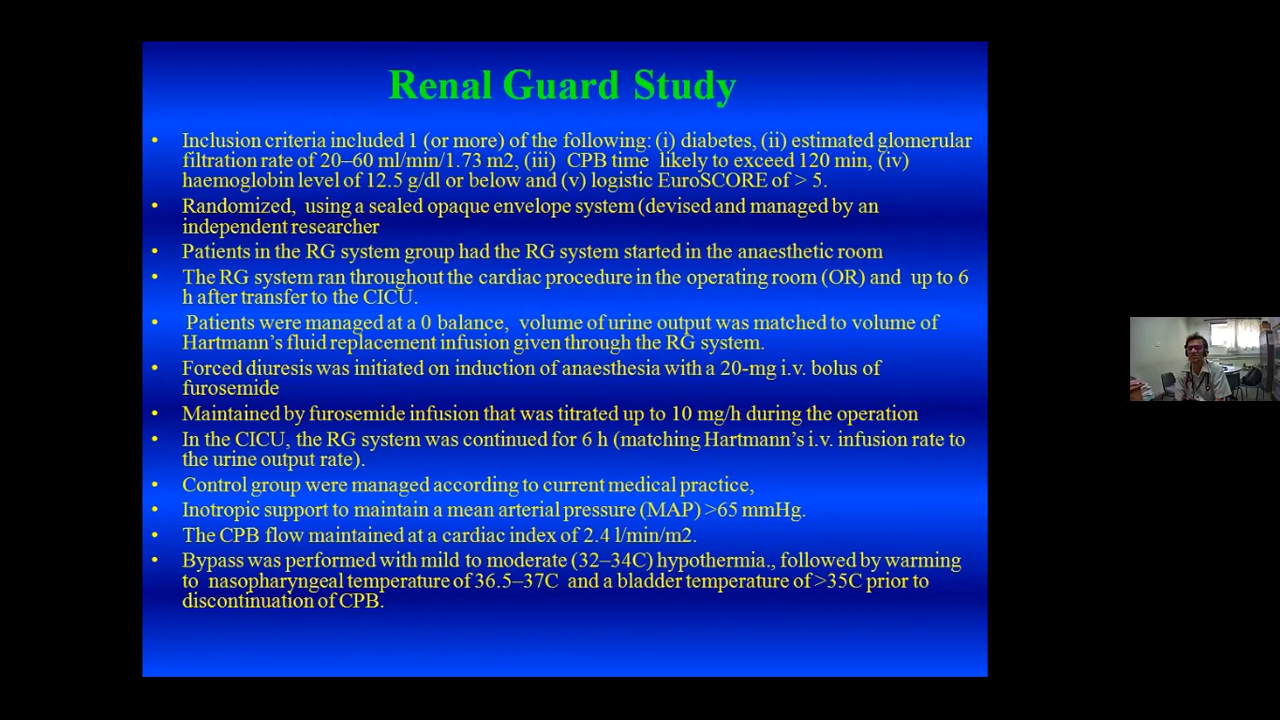 Renal Guard Study
• Inclusion criteria included 1 (or more) of the following: (i) diabetes, (ii) estimated glomerular
filtration rate of 20–60 ml/min/1.73 m2, (iii)  CPB time  likely to exceed 120 min, (iv)
haemoglobin level of 12.5 g/dl or below and (v) logistic EuroSCORE of > 5.
• Randomized,  using a sealed opaque envelope system (devised and managed by an
independent researcher
• Patients in the RG system group had the RG system started in the anaesthetic room
• The RG system ran throughout the cardiac procedure in the operating room (OR) and  up to 6
h after transfer to the CICU.
•  Patients were managed at a 0 balance,  volume of urine output was matched to volume of
Hartmann's fluid replacement infusion given through the RG system.
• Forced diuresis was initiated on induction of anaesthesia with a 20-mg i.v. bolus of
furosemide
• Maintained by furosemide infusion that was titrated up to 10 mg/h during the operation
• In the CICU, the RG system was continued for 6 h (matching Hartmann's i.v. infusion rate to
the urine output rate).
• Control group were managed according to current medical practice,
• Inotropic support to maintain a mean arterial pressure (MAP) >65 mmHg.
• The CPB flow maintained at a cardiac index of 2.4 l/min/m2.
• Bypass was performed with mild to moderate (32–34C) hypothermia., followed by warming
to  nasopharyngeal temperature of 36.5–37C  and a bladder temperature of >35C prior to
discontinuation of CPB.